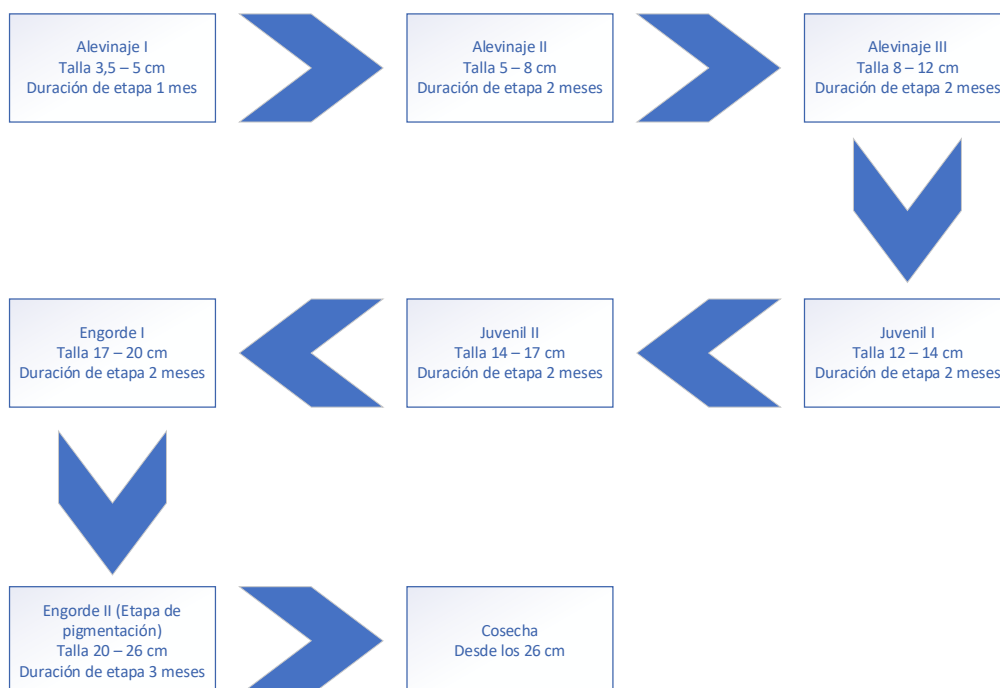 Alevinaje I
Talla 3,5 – 5 cm
Duración de etapa 1 mes
Alevinaje II
Talla 5 – 8 cm
Duración de etapa 2 meses
Alevinaje III
Talla 8 – 12 cm
Duración de etapa 2 meses
Juvenil I
Talla 12 – 14 cm
Duración de etapa 2 meses
Juvenil II
Talla 14 – 17 cm
Duración de etapa 2 meses
Engorde I
Talla 17 – 20 cm
Duración de etapa 2 meses
Engorde II (Etapa de
pigmentación)
Talla 20 – 26 cm
Duración de etapa 3 meses
Cosecha
Desde los 26 cm